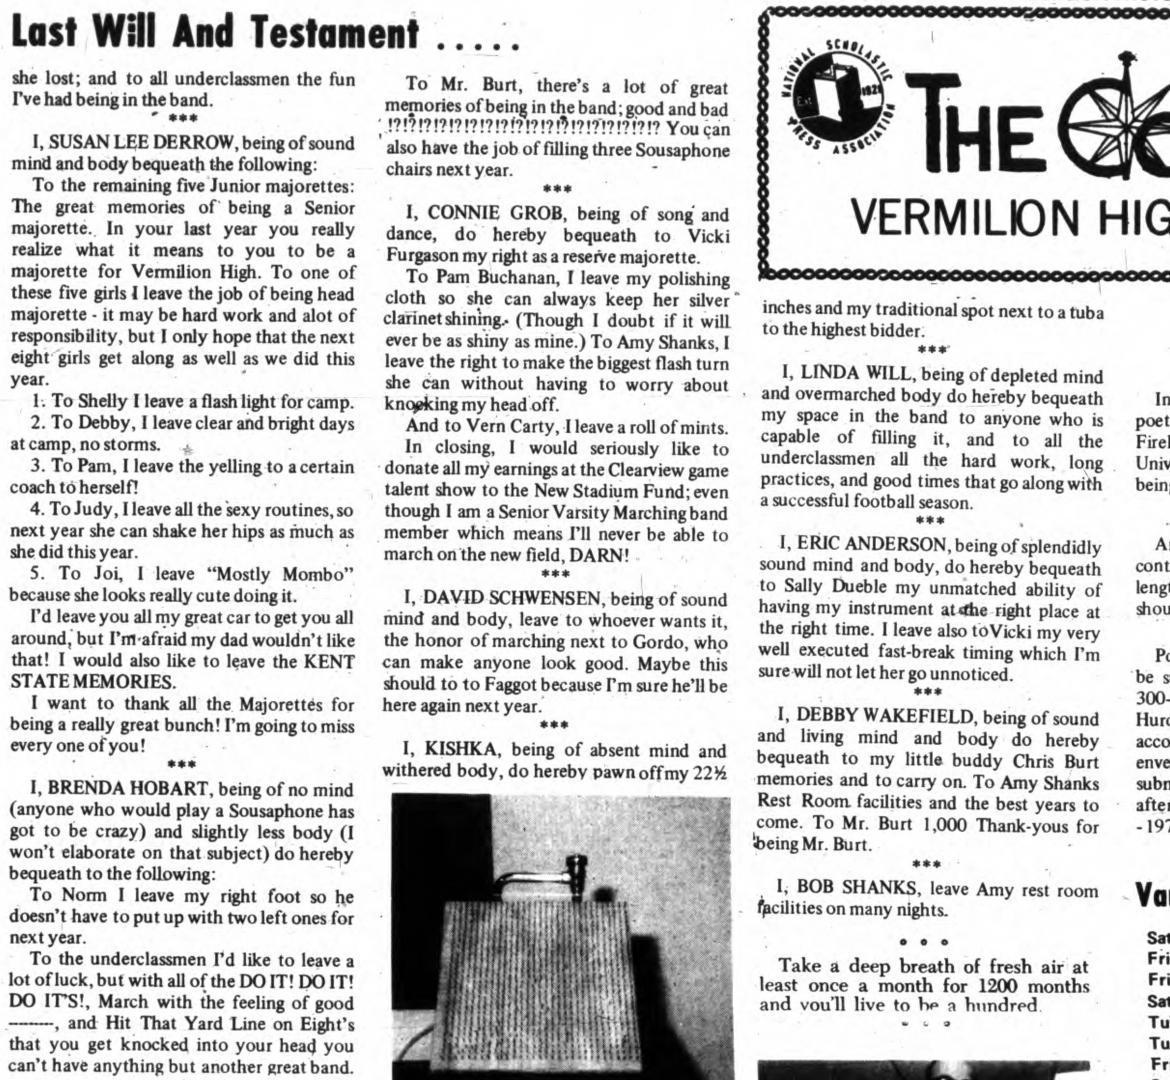 Last Will And Testament .....
she lost; and to all underclassmen the fun
I've had being in the band.
***
I, SUSAN LEE DERROW, being of sound
mind and body bequeath the following:
To the remaining five Junior majorettes:
The great memories of being a Senior
majorette. In your last year you really
realize what it means to you to be a
majorette for Vermilion High. To one of
these five girls I leave the job of being head
majorette - it may be hard work and alot of
responsibility, but I only hope that the next
eight girls get along as well as we did this
year.
1. To Shelly I leave a flash light for camp.
2. To Debby, I leave clear and bright days
at camp, no storms.
3. To Pam, I leave the yelling to a certain
coach to herself!
4. To Judy, I leave all the sexy routines, so
next year she can shake her hips as much as
she did this year.
5. To Joi, I leave "Mostly Mombo"
because she looks really cute doing it.
I'd leave you all my great car to get you all
around, but I'm afraid my dad wouldn't like
that! I would also like to leave the KENT
STATE MEMORIES.
I want to thank all the Majorettes for
being a really great bunch! I'm going to miss
every one of you!
***
I, BRENDA HOBART, being of no mind
(anyone who would play a Sousaphone has
got to be crazy) and slightly less body (I
won't elaborate on that subject) do hereby
bequeath to the following:
To Norm I leave my right foot so he
doesn't have to put up with two left ones for
next year.
To the underclassmen I'd like to leave a
lot of luck, but with all of the DO IT! DO IT!
DO IT'S!, March with the feeling of good
--------, and Hit That Yard Line on Eight's
that you get knocked into your head you
can't have anything but another great band.
To Mr. Burt, there's a lot of great
memories of being in the band; good and bad
!?!?!?!?!?!?!?!?!?!?!?!?!?!?!?!?!?!? You can
also have the job of filling three Sousaphone
chairs next year.
***
I, CONNIE GROB, being of song and
dance, do hereby bequeath to Vicki
Furgason my right as a reserve majorette.
To Pam Buchanan, I leave my polishing
cloth so she can always keep her silver
clarinet shining. (Though I doubt if it will
ever be as shiny as mine.) To Amy Shanks, I
leave the right to make the biggest flash turn
she can without having to worry about
knocking my head off.
And to Vern Carty, I leave a roll of mints.
In closing, I would seriously like to
donate all my earnings at the Clearview game
talent show to the New Stadium Fund; even
though I am a Senior Varsity Marching band
member which means I'll never be able to
march on the new field, DARN!
***
I, DAVID SCHWENSEN, being of sound
mind and body, leave to whoever wants it,
the honor of marching next to Gordo, who
can make anyone look good. Maybe this
should to to Faggot because I'm sure he'll be
here again next year.
***
I, KISHKA, being of absent mind and
withered body, do hereby pawn off my 22½
NATIONAL SCHOLASTIC
Est. 1921
PRESS ASSOCIATION
THE Co
VERMILION HIG
inches and my traditional spot next to a tuba
to the highest bidder.
***
I, LINDA WILL, being of depleted mind
and overmarched body do hereby bequeath
my space in the band to anyone who is
capable of filling it, and to all the
underclassmen all the hard work, long
practices, and good times that go along with
a successful football season.
***
I, ERIC ANDERSON, being of splendidly
sound mind and body, do hereby bequeath
to Sally Dueble my unmatched ability of
having my instrument at the right place at
the right time. I leave also to Vicki my very
well executed fast-break timing which I'm
sure will not let her go unnoticed.
***
I, DEBBY WAKEFIELD, being of sound
and living mind and body do hereby
bequeath to my little buddy Chris Burt
memories and to carry on. To Amy Shanks
Rest Room facilities and the best years to
come. To Mr. Burt 1,000 Thank-yous for
being Mr. Burt.
***
I, BOB SHANKS, leave Amy rest room
facilities on many nights.
o o o
Take a deep breath of fresh air at
least once a month for 1200 months
and you'll live to be a hundred.
o o o
In
poet
Firel
Univ
being
An
cont
lengt
shou
Po
be s
300-
Huro
acco
enve
subm
after
-197
Va
Sat
Fri
Fri
Sat
Tu
Tu
Fr